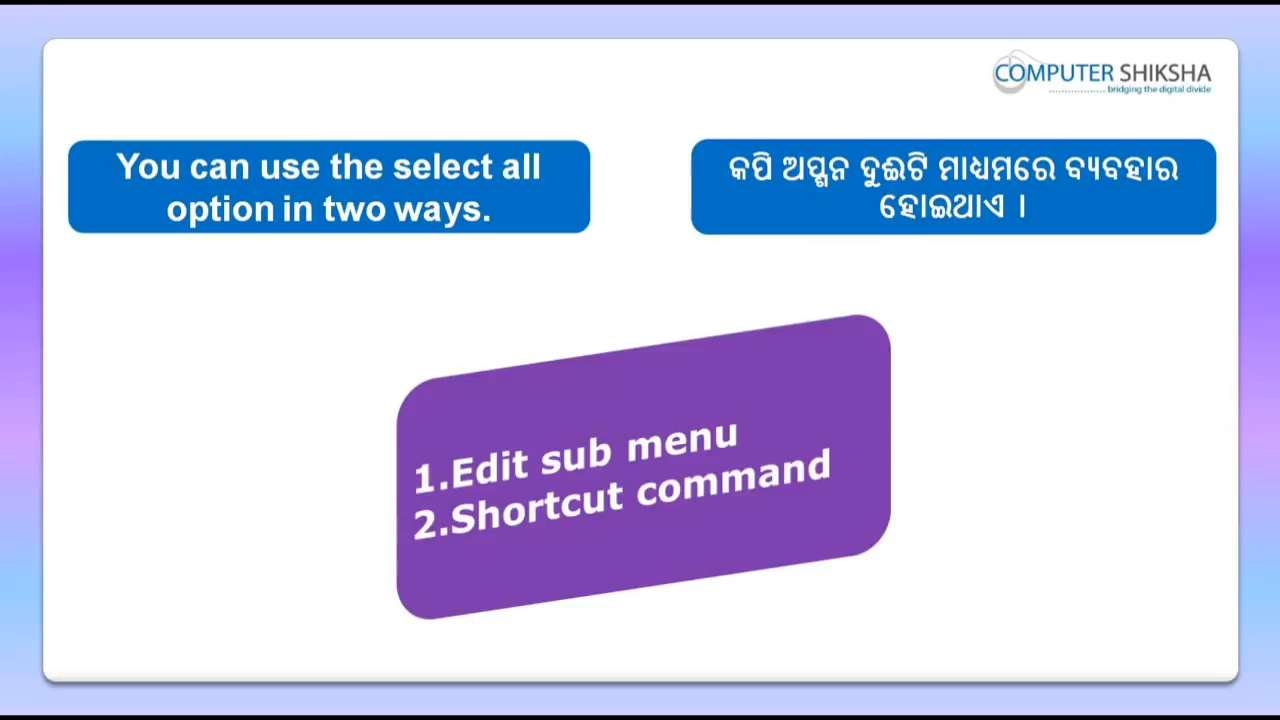 COMPUTER SHIKSHA
bridging the digital divide
You can use the select all
option in two ways.
କପି ଅପ୍ସନ ଦୁଈଟି ମାଧ୍ୟମରେ ବ୍ୟବହାର
ହୋଇଥାଏ ।
1.Edit sub menu
2.Shortcut command